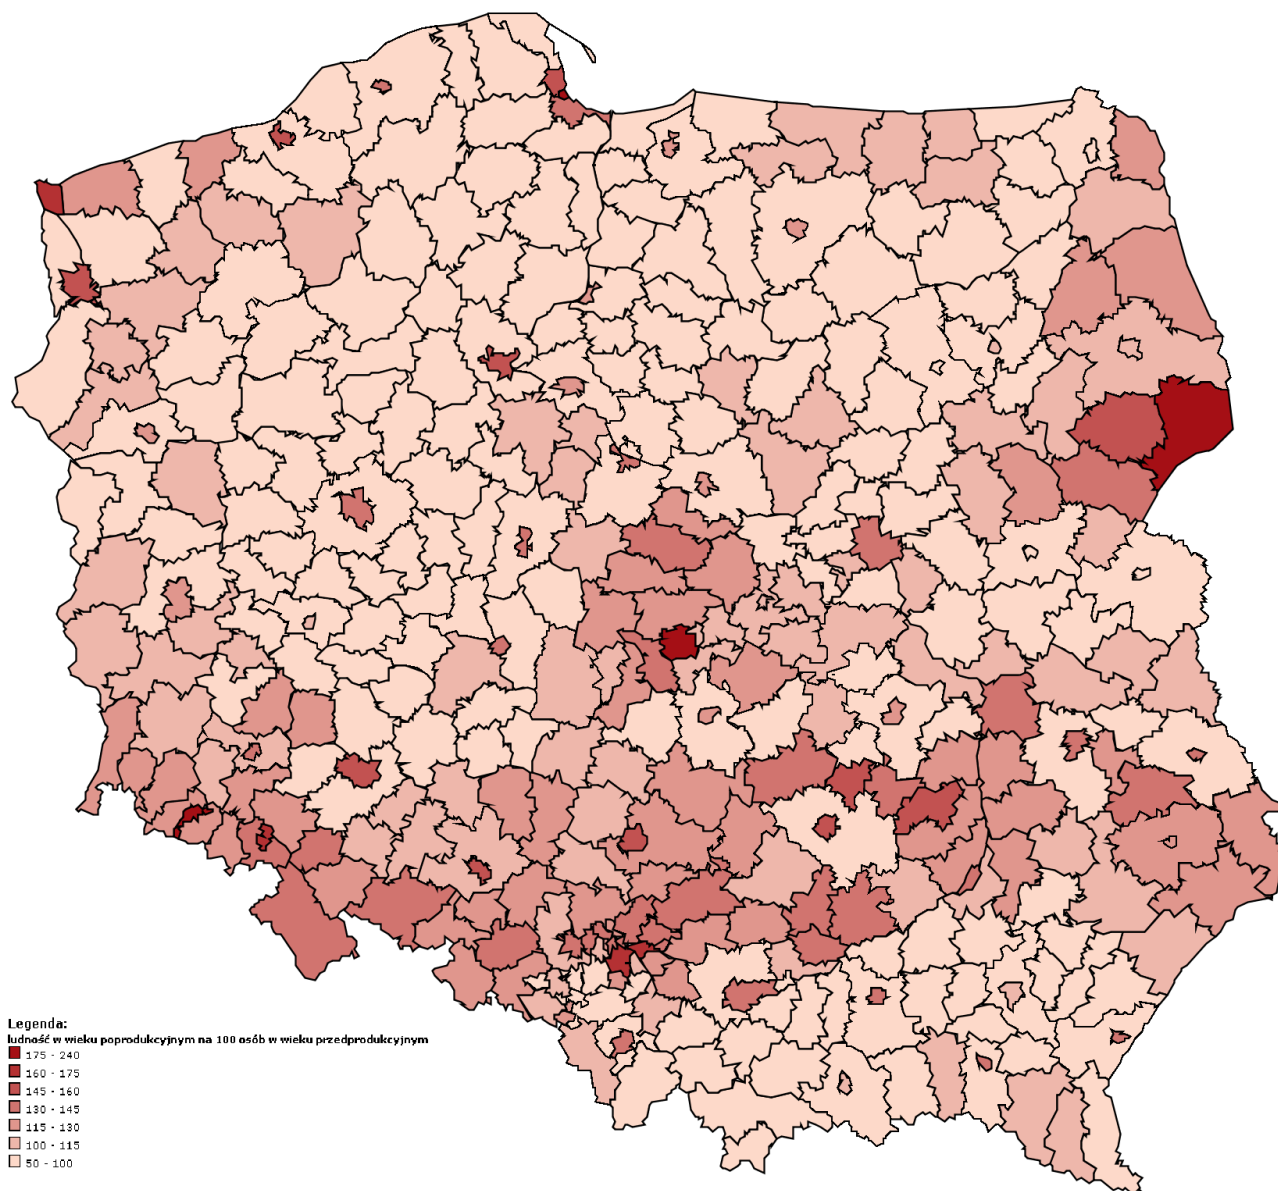 Legenda:
ludność w wieku poprodukcyjnym na 100 osób w wieku przedprodukcyjnym
175 - 240
160 - 175
145 - 160
130 - 145
115 - 130
100 - 115
50 - 100